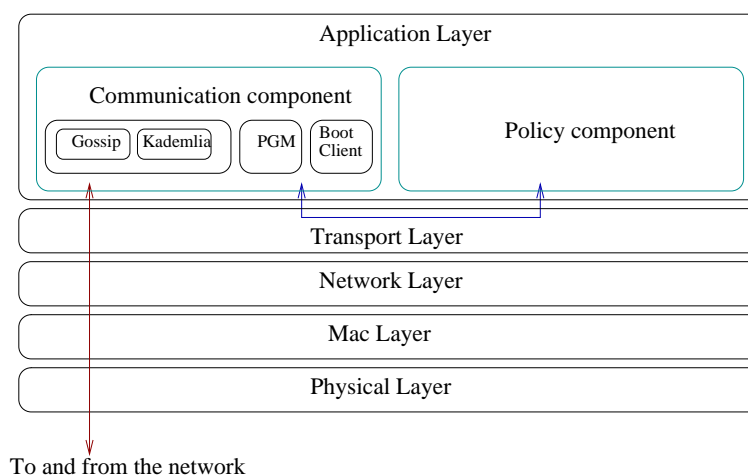 Application Layer
Communication component
Policy component
Gossip
Kademlia
PGM
Boot
Client
Transport Layer
Network Layer
Mac Layer
Physical Layer
To and from the network